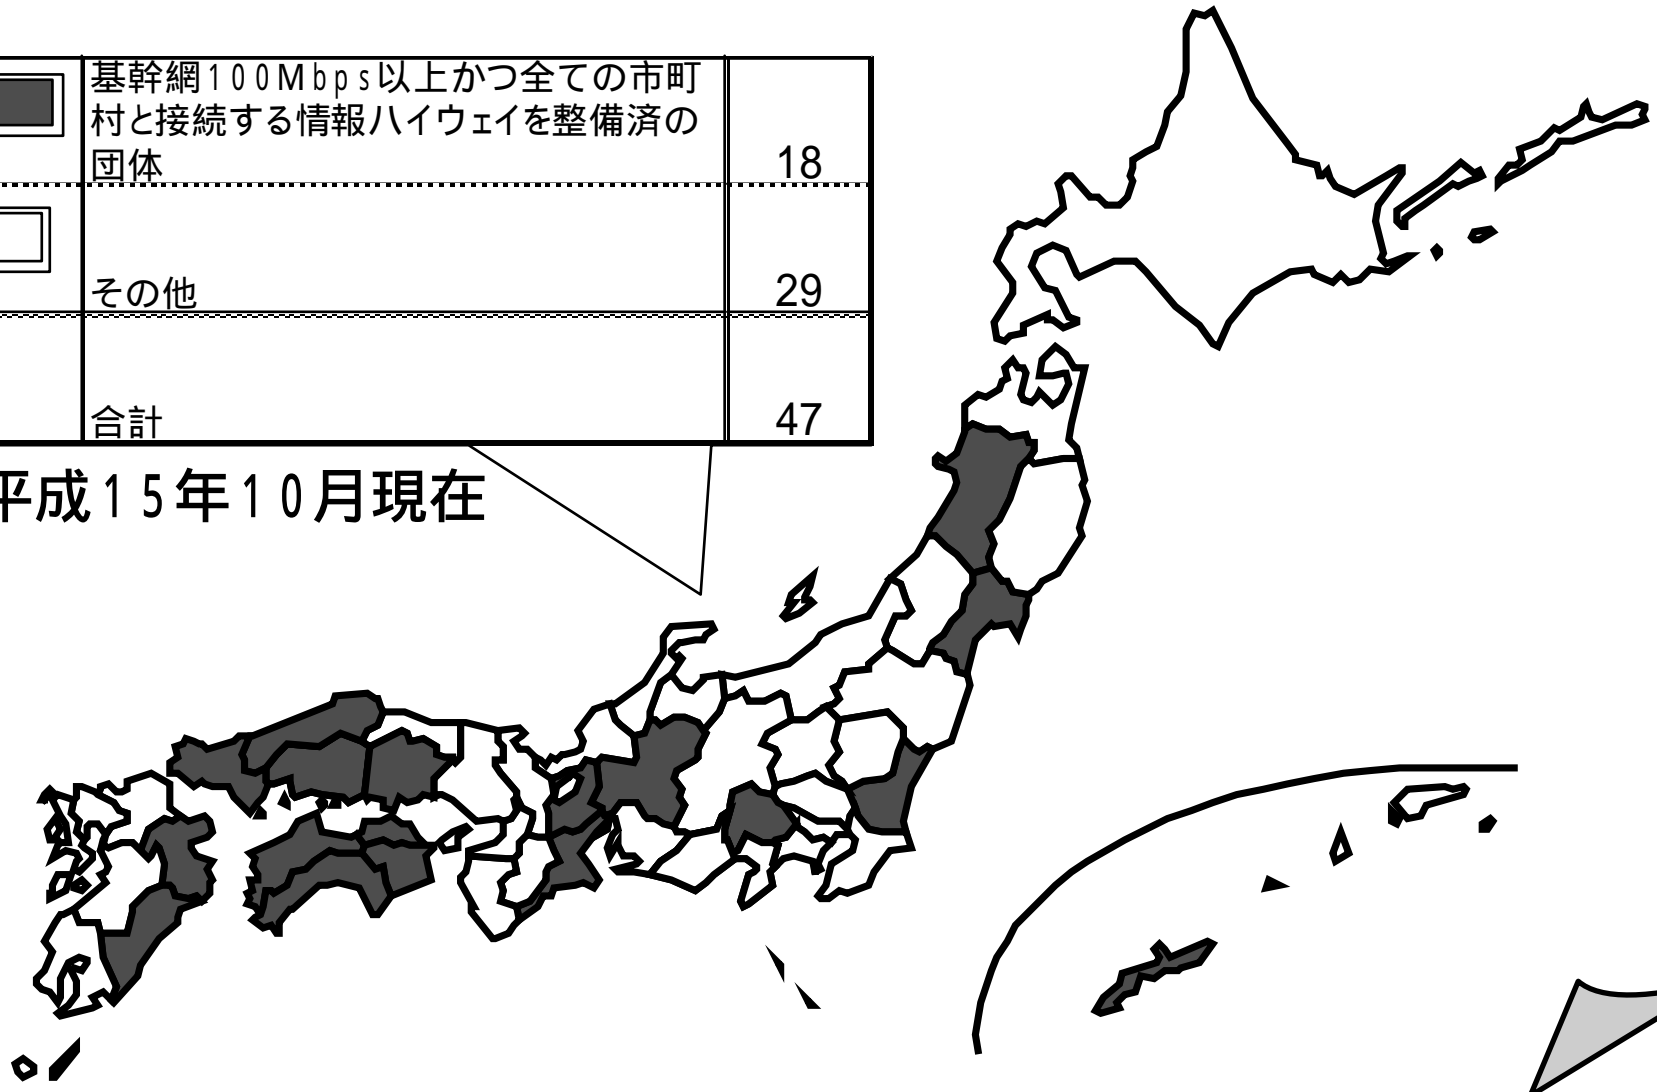 基幹網100Mbps以上かつ全ての市町
村と接続する情報ハイウェイを整備済の
団体
18
その他
29
合計
47
平成15年10月現在